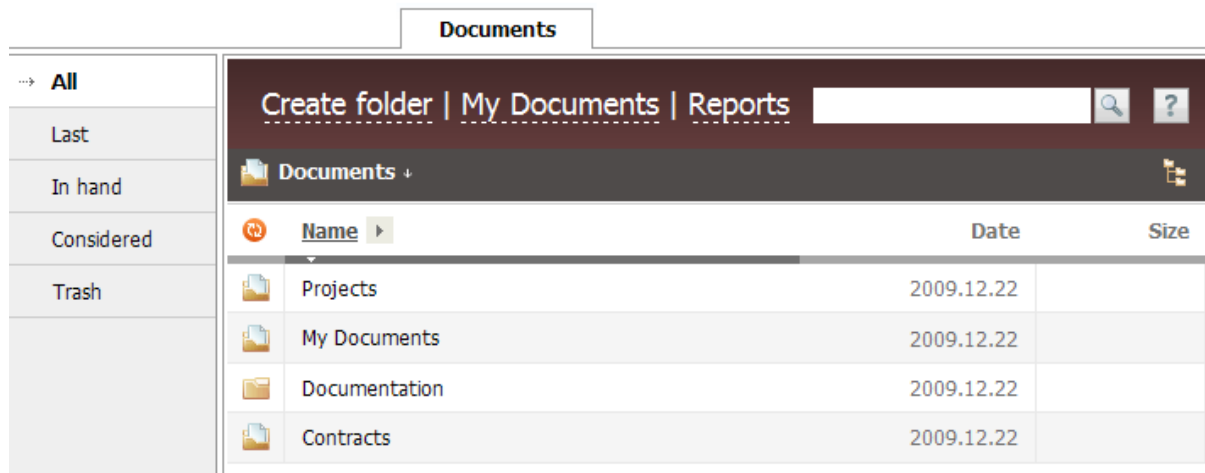 Documents
All
Last
In hand
Considered
Trash
Create folder | My Documents | Reports ?
Documents ↓
Name Date Size
Projects 2009.12.22
My Documents 2009.12.22
Documentation 2009.12.22
Contracts 2009.12.22